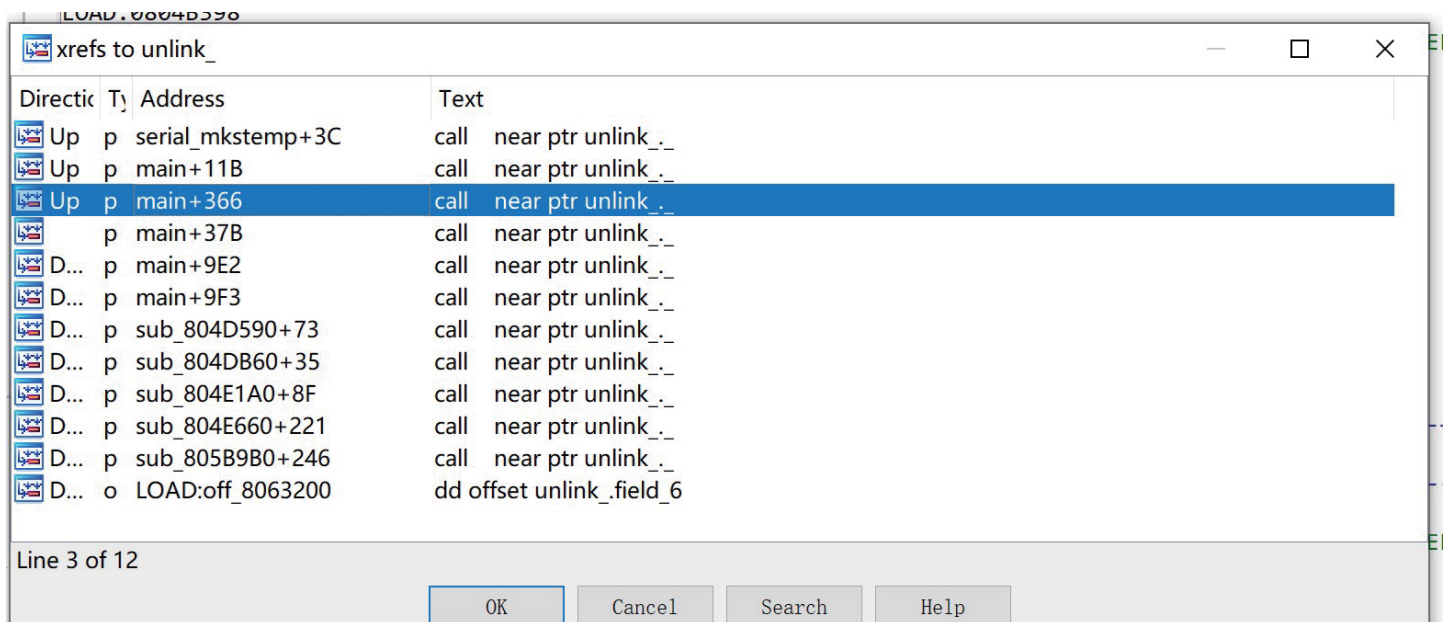 LOAD:0804B398
xrefs to unlink_
Directic Ty Address Text
Up p serial_mkstemp+3C call near ptr unlink_._
Up p main+11B call near ptr unlink_._
Up p main+366 call near ptr unlink_._
p main+37B call near ptr unlink_._
D... p main+9E2 call near ptr unlink_._
D... p main+9F3 call near ptr unlink_._
D... p sub_804D590+73 call near ptr unlink_._
D... p sub_804DB60+35 call near ptr unlink_._
D... p sub_804E1A0+8F call near ptr unlink_._
D... p sub_804E660+221 call near ptr unlink_._
D... p sub_805B9B0+246 call near ptr unlink_._
D... o LOAD:off_8063200 dd offset unlink_.field_6
Line 3 of 12
OK Cancel Search Help